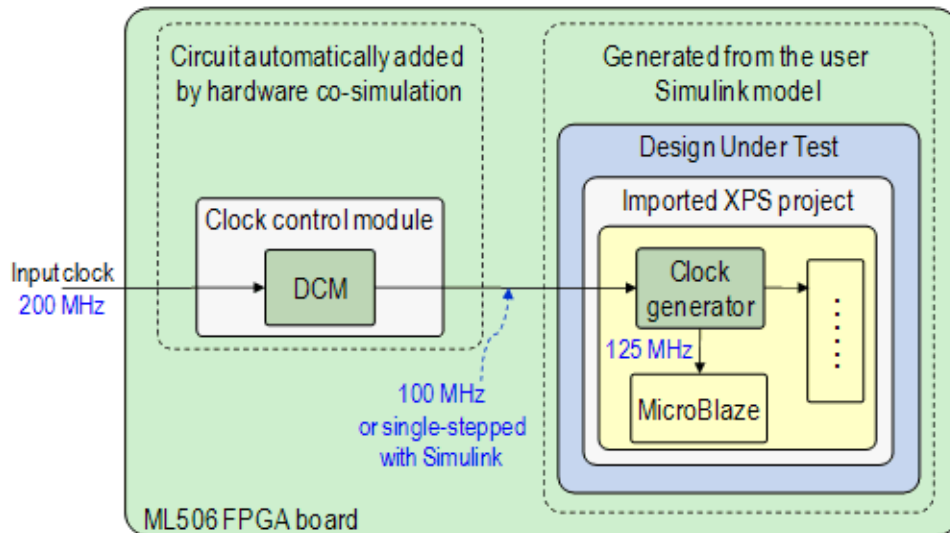 Circuit automatically added
by hardware co-simulation
Generated from the user
Simulink model
Design Under Test
Imported XPS project
Clock control module
Input clock
200 MHz
DCM
Clock
generator
125 MHz
MicroBlaze
100 MHz
or single-stepped
with Simulink
ML506 FPGA board